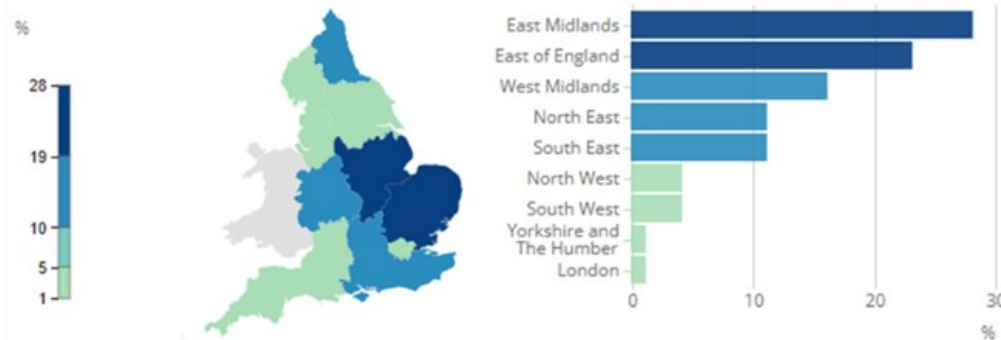 %
28
19
10
5
1
East Midlands
East of England
West Midlands
North East
South East
North West
South West
Yorkshire and
The Humber
London
0
10
20
30
%